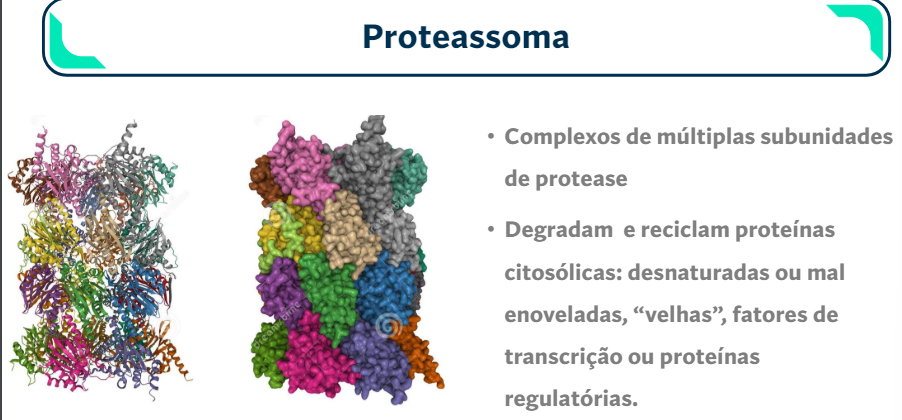 Proteassoma
• Complexos de múltiplas subunidades
de protease
• Degradam e reciclam proteínas
citosólicas: desnaturadas ou mal
enoveladas, “velhas”, fatores de
transcrição ou proteínas
regulatórias.